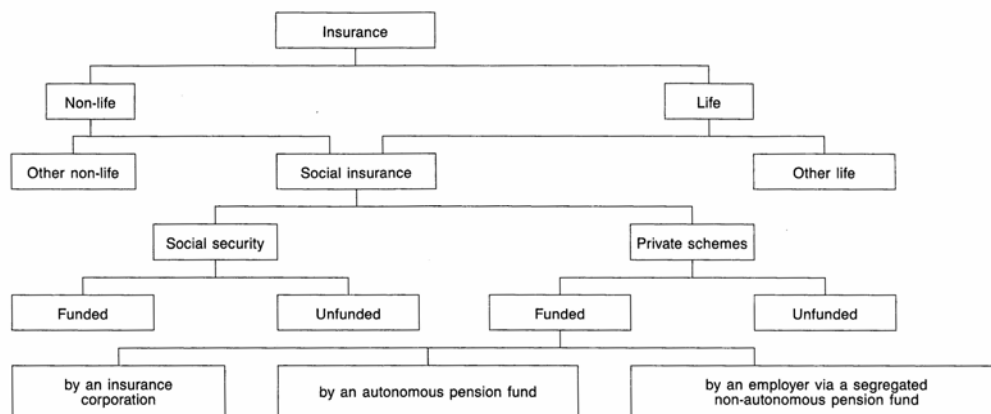 Insurance
Non-life
Life
Other non-life
Social insurance
Other life
Social security
Private schemes
Funded
Unfunded
Funded
Unfunded
by an insurance
corporation
by an autonomous pension fund
by an employer via a segregated
non-autonomous pension fund